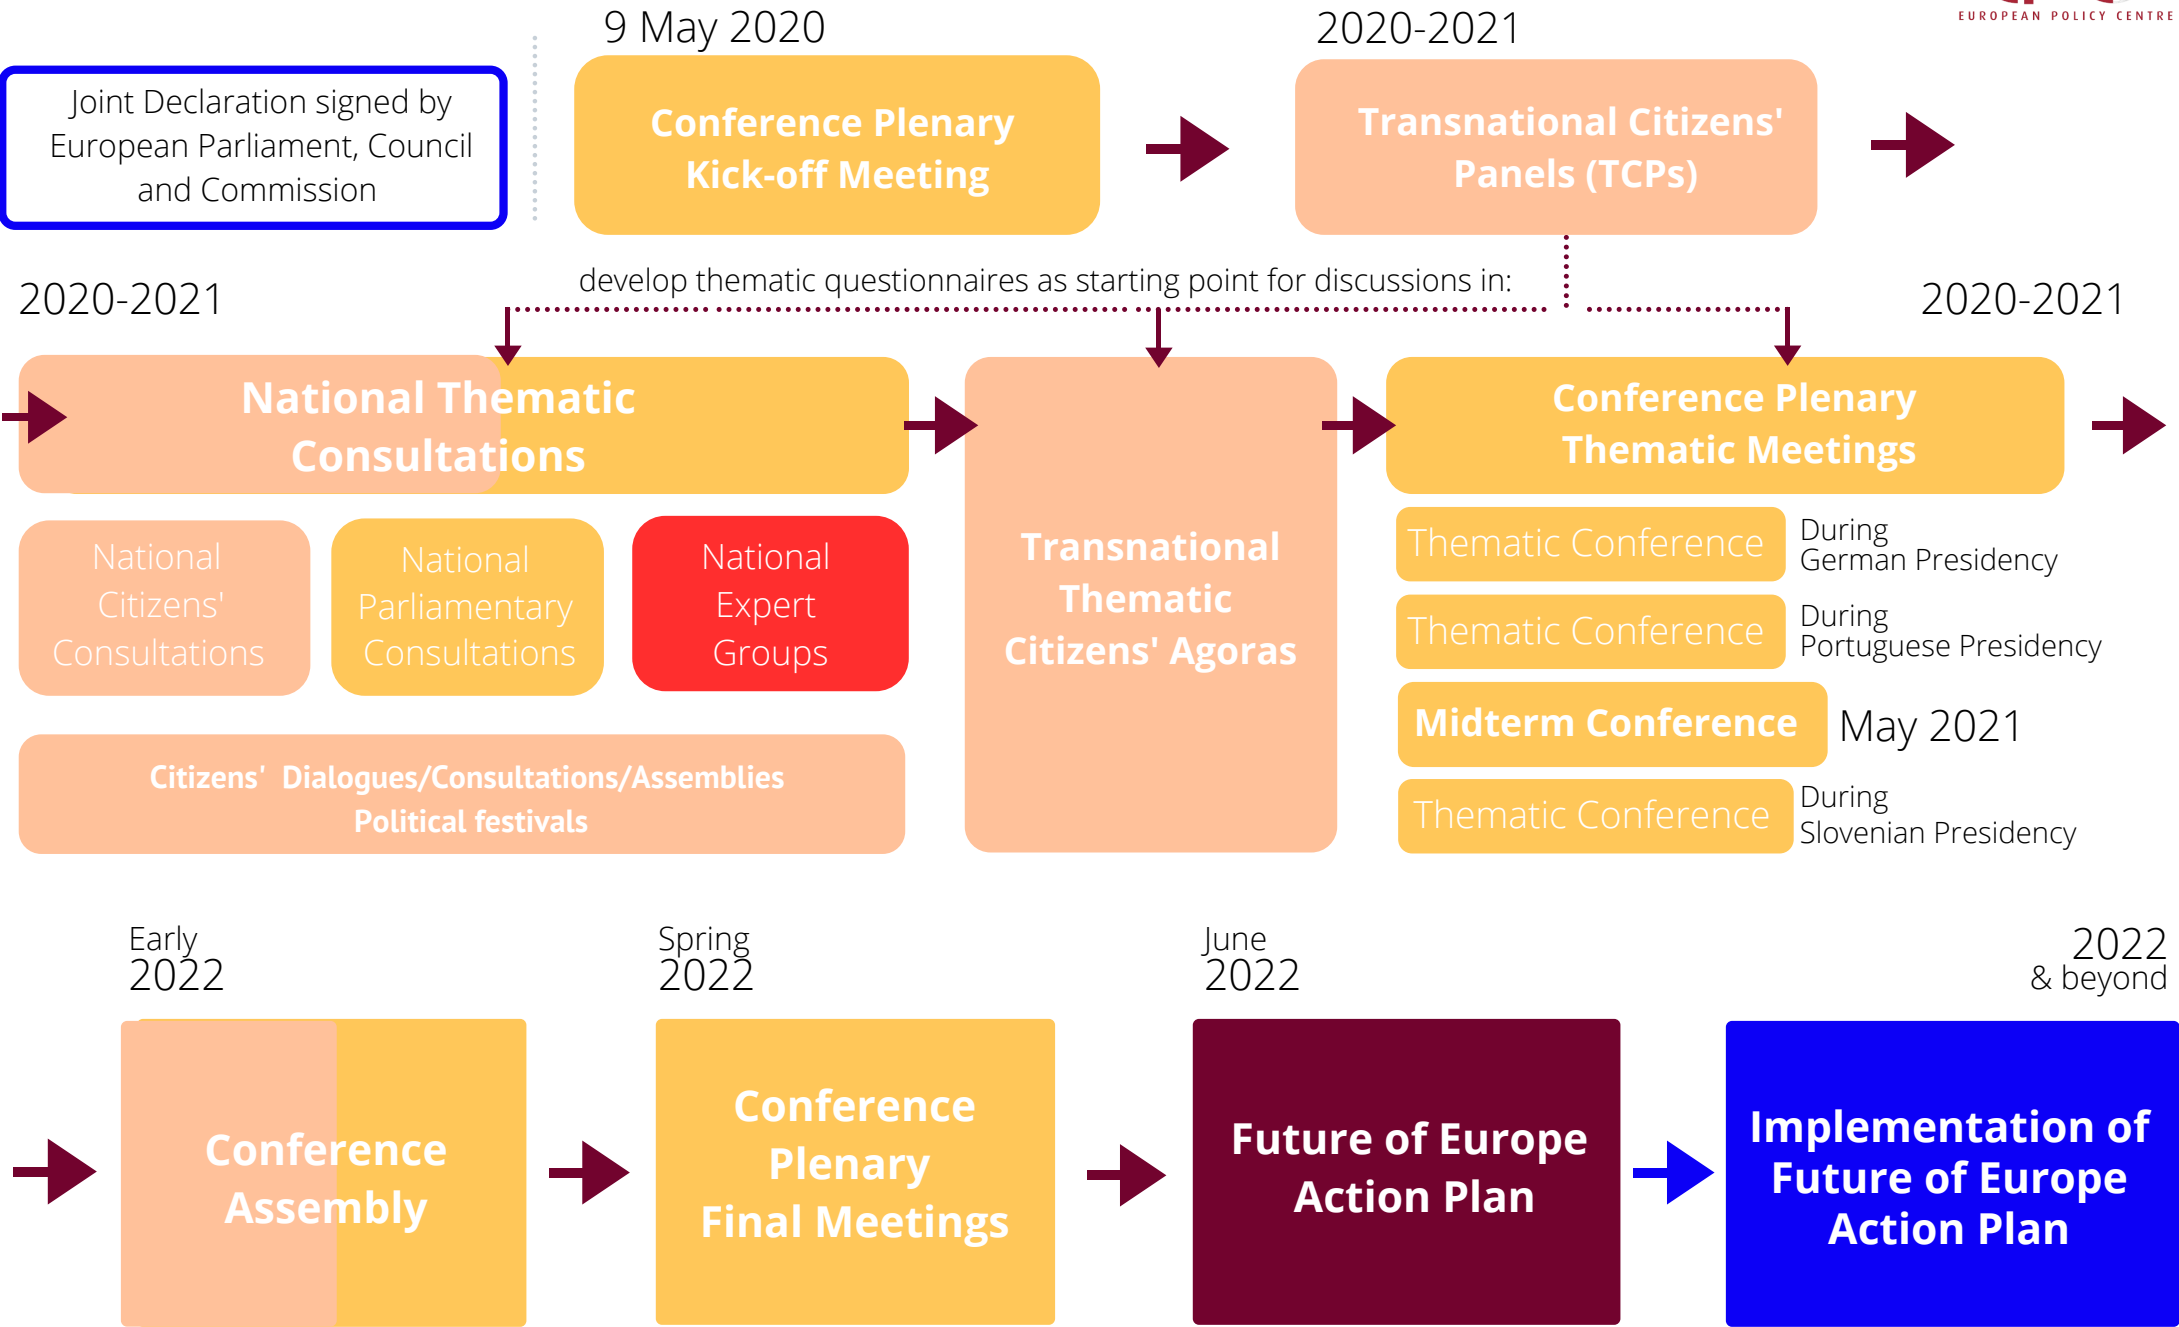 EUROPEAN POLICY CENTRE
9 May 2020
2020-2021
Joint Declaration signed by
European Parliament, Council
and Commission
Conference Plenary
Kick-off Meeting
Transnational Citizens'
Panels (TCPs)
develop thematic questionnaires as starting point for discussions in:
2020-2021
2020-2021
National Thematic
Consultations
National
Citizens'
Consultations
National
Parliamentary
Consultations
National
Expert
Groups
Citizens' Dialogues/Consultations/Assemblies
Political festivals
Transnational
Thematic
Citizens' Agoras
Conference Plenary
Thematic Meetings
Thematic Conference
During
German Presidency
Thematic Conference
During
Portuguese Presidency
Midterm Conference
May 2021
Thematic Conference
During
Slovenian Presidency
Early
2022
Spring
2022
June
2022
2022
& beyond
Conference
Assembly
Conference
Plenary
Final Meetings
Future of Europe
Action Plan
Implementation of
Future of Europe
Action Plan